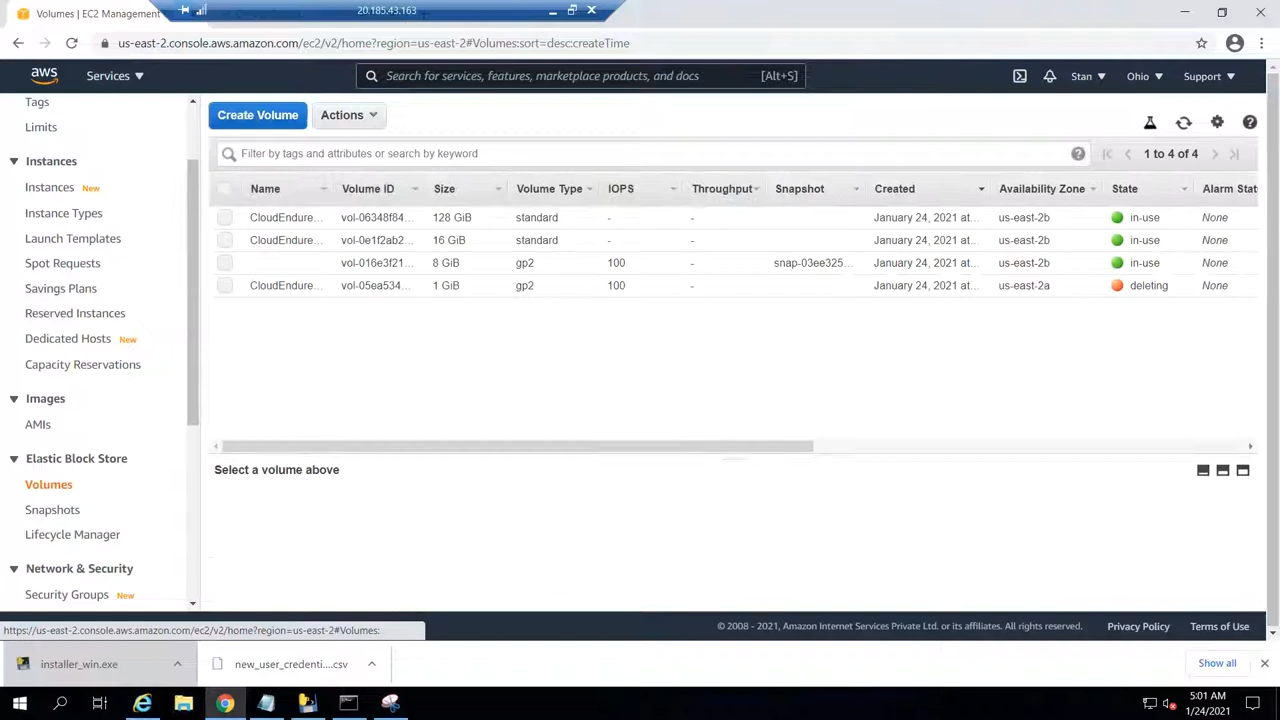 Volumes | EC2 Management
20.185.43.163
us-east-2.console.aws.amazon.com/ec2/v2/home?region=us-east-2#Volumes:sort=desc:createTime
aws
Services
Search for services, features, marketplace products, and docs
[Alt+S]
Stan
Ohio
Support
Tags
Limits
Instances
Instances New
Instance Types
Launch Templates
Spot Requests
Savings Plans
Reserved Instances
Dedicated Hosts New
Capacity Reservations
Images
AMIs
Elastic Block Store
Volumes
Snapshots
Lifecycle Manager
Network & Security
Security Groups New
Create Volume
Actions
Filter by tags and attributes or search by keyword
1 to 4 of 4
Name Volume ID Size Volume Type IOPS Throughput Snapshot Created Availability Zone State Alarm Stat
CloudEndure... vol-06348f84... 128 GiB standard - - January 24, 2021 at... us-east-2b in-use None
CloudEndure... vol-0e1f2ab2... 16 GiB standard - - January 24, 2021 at... us-east-2b in-use None
vol-016e3f21... 8 GiB gp2 100 - snap-03ee325... January 24, 2021 at... us-east-2b in-use None
CloudEndure... vol-05ea534... 1 GiB gp2 100 - January 24, 2021 at... us-east-2a deleting None
Select a volume above
https://us-east-2.console.aws.amazon.com/ec2/v2/home?region=us-east-2#Volumes:
© 2008 - 2021, Amazon Internet Services Private Ltd. or its affiliates. All rights reserved.
Privacy Policy
Terms of Use
installer_win.exe
new_user_credenti....csv
Show all
5:01 AM
1/24/2021